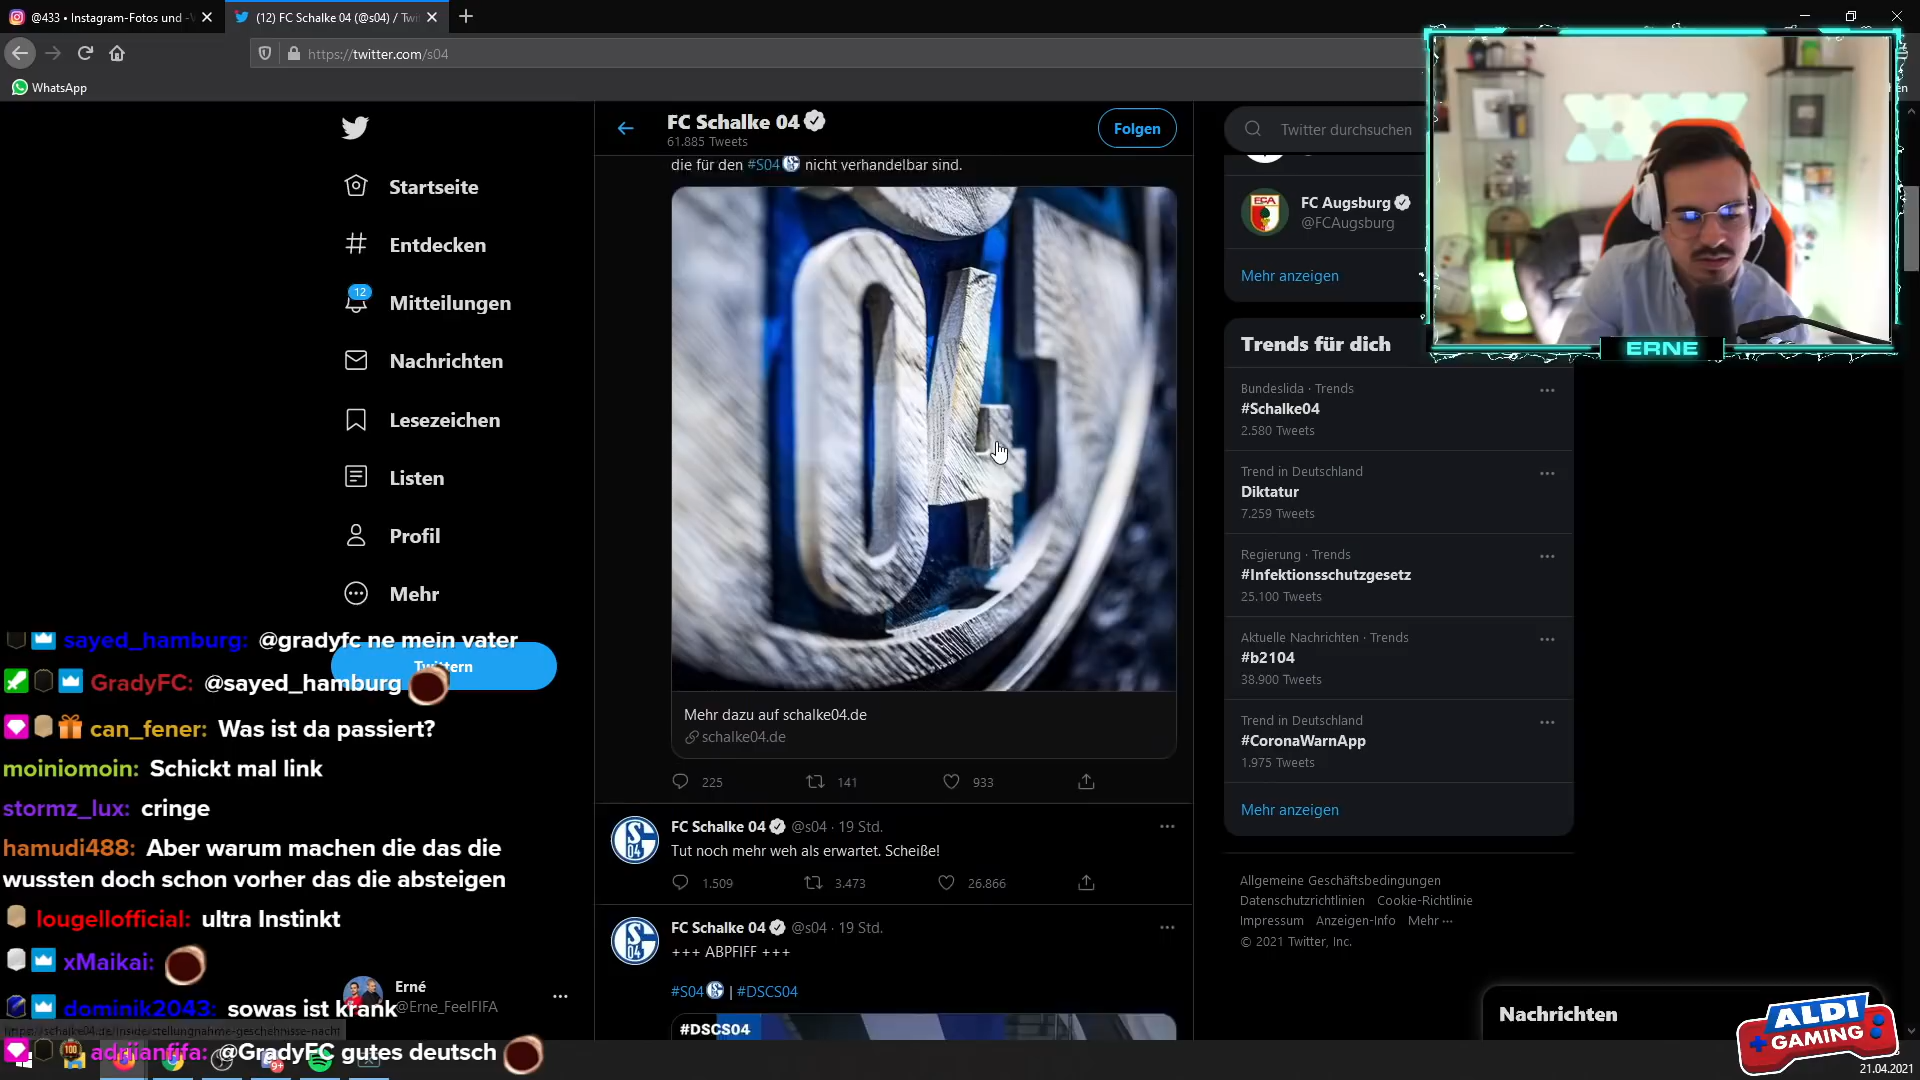 @433 • Instagram-Fotos und -V
(12) FC Schalke 04 (@s04) / Twi
https://twitter.com/s04
WhatsApp
Startseite
Entdecken
12
Mitteilungen
Nachrichten
Lesezeichen
Listen
Profil
Mehr
Twittern
Erné
@Erne_FeelFIFA
FC Schalke 04
61.885 Tweets
Folgen
die für den #S04 nicht verhandelbar sind.
04
Mehr dazu auf schalke04.de
schalke04.de
225
141
933
FC Schalke 04 @s04 · 19 Std.
Tut noch mehr weh als erwartet. Scheiße!
1.509
3.473
26.866
FC Schalke 04 @s04 · 19 Std.
+++ ABPFIFF +++
#S04 | #DSCS04
#DSCS04
Twitter durchsuchen
FC Augsburg
@FCAugsburg
Mehr anzeigen
Trends für dich
Bundeslida · Trends
#Schalke04
2.580 Tweets
Trend in Deutschland
Diktatur
7.259 Tweets
Regierung · Trends
#Infektionsschutzgesetz
25.100 Tweets
Aktuelle Nachrichten · Trends
#b2104
38.900 Tweets
Trend in Deutschland
#CoronaWarnApp
1.975 Tweets
Mehr anzeigen
Allgemeine Geschäftsbedingungen
Datenschutzrichtlinien Cookie-Richtlinie
Impressum Anzeigen-Info Mehr
© 2021 Twitter, Inc.
Nachrichten
ERNE
ALDI
GAMING
21.04.2021
sayed_hamburg: @gradyfc ne mein vater
GradyFC: @sayed_hamburg
can_fener: Was ist da passiert?
moiniomoin: Schickt mal link
stormz_lux: cringe
hamudi488: Aber warum machen die das die
wussten doch schon vorher das die absteigen
lougellofficial: ultra Instinkt
xMaikai:
dominik2043: sowas ist krank
adriianfifa: @GradyFC gutes deutsch